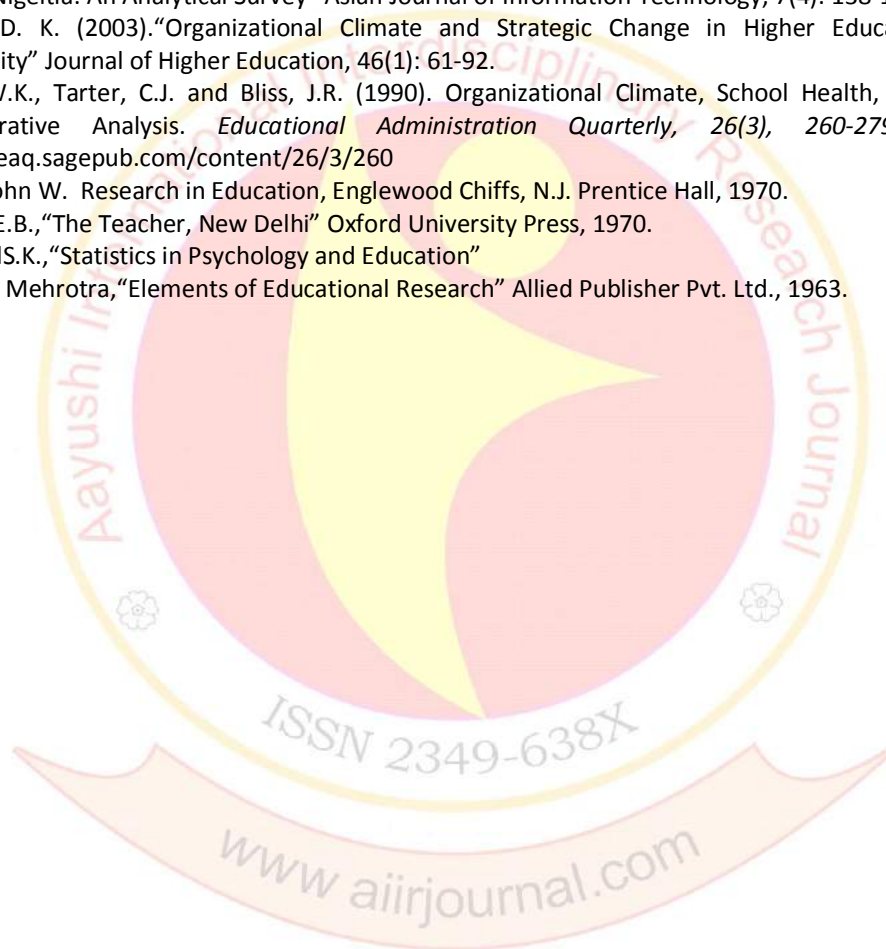 Nigeltia: An Analytical Survey" Asian Journal of Information Technology, 7(4): 138-1
D. K. (2003).“Organizational Climate and Strategic Change in Higher Educa
ity” Journal of Higher Education, 46(1): 61-92.
V.K., Tarter, C.J. and Bliss, J.R. (1990). Organizational Climate, School Health,
rative Analysis. Educational Administration Quarterly, 26(3), 260-279
eaq.sagepub.com/content/26/3/260
ohn W. Research in Education, Englewood Chiffs, N.J. Prentice Hall, 1970.
E.B.,“The Teacher, New Delhi” Oxford University Press, 1970.
lS.K.,“Statistics in Psychology and Education”
Mehrotra,“Elements of Educational Research” Allied Publisher Pvt. Ltd., 1963.
Aayushi International Interdisciplinary Research Journal
ISSN 2349-638X
www aiirjournal.com